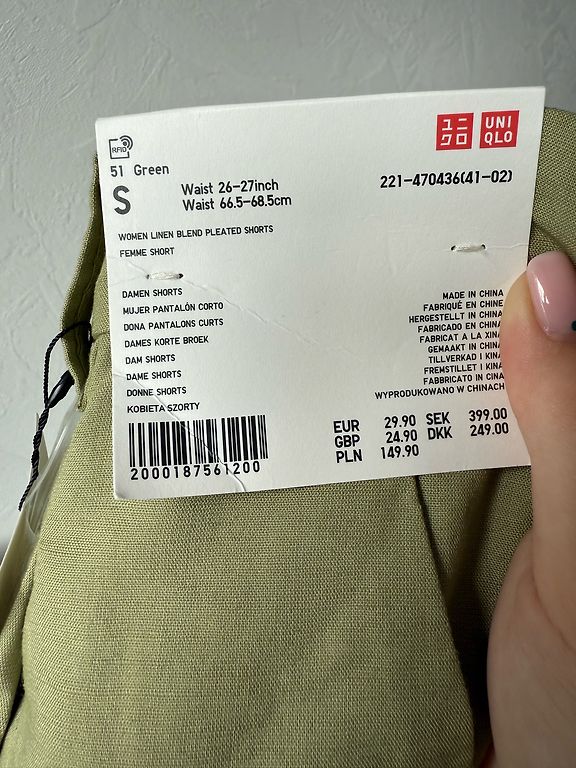 RFID
ユニ UNI
クロ QLO
51 Green
S
Waist 26-27inch
Waist 66.5-68.5cm
221-470436(41-02)
WOMEN LINEN BLEND PLEATED SHORTS
FEMME SHORT
DAMEN SHORTS
MUJER PANTALÓN CORTO
DONA PANTALONS CURTS
DAMES KORTE BROEK
DAM SHORTS
DAME SHORTS
DONNE SHORTS
KOBIETA SZORTY
MADE IN CHINA
FABRIQUÉ EN CHINE
HERGESTELLT IN CHINA
FABRICADO EN CHINA
FABRICAT A LA XINA
GEMAAKT IN CHINA
TILLVERKAD I KINA
FREMSTILLET I KINA
FABBRICATO IN CINA
WYPRODUKOWANO W CHINACH
2000187561200
EUR 29.90 SEK 399.00
GBP 24.90 DKK 249.00
PLN 149.90